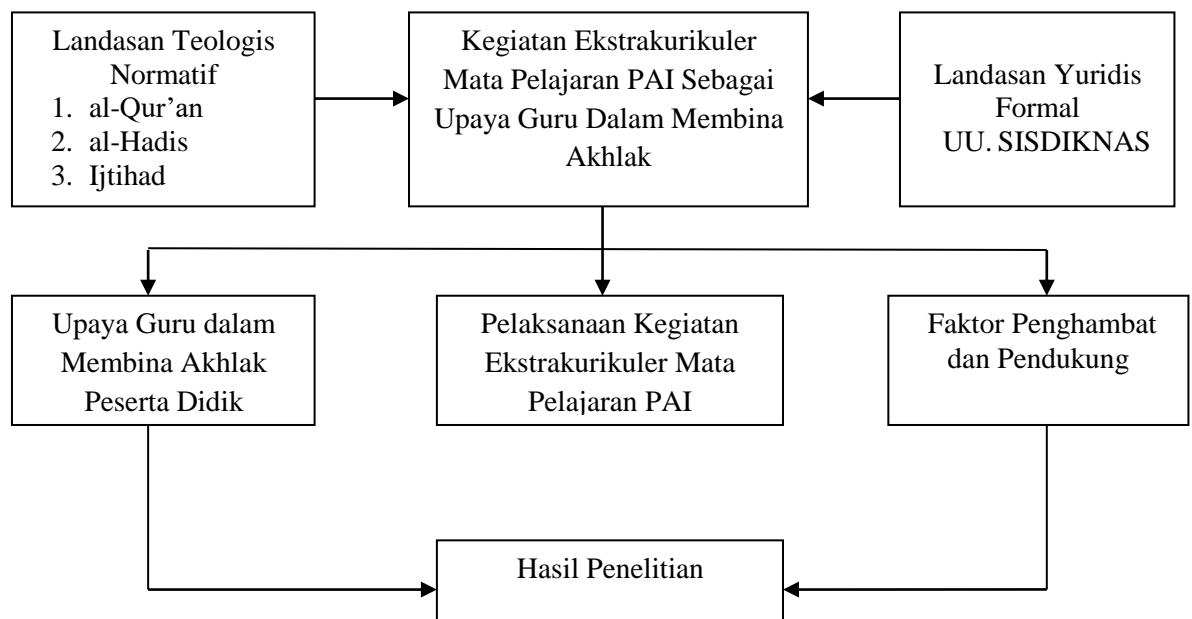 Landasan Teologis
Normatif
1. al-Qur’an
2. al-Hadis
3. Ijtihad
Kegiatan Ekstrakurikuler
Mata Pelajaran PAI Sebagai
Upaya Guru Dalam Membina
Akhlak
Landasan Yuridis
Formal
UU. SISDIKNAS
Upaya Guru dalam
Membina Akhlak
Peserta Didik
Pelaksanaan Kegiatan
Ekstrakurikuler Mata
Pelajaran PAI
Faktor Penghambat
dan Pendukung
Hasil Penelitian